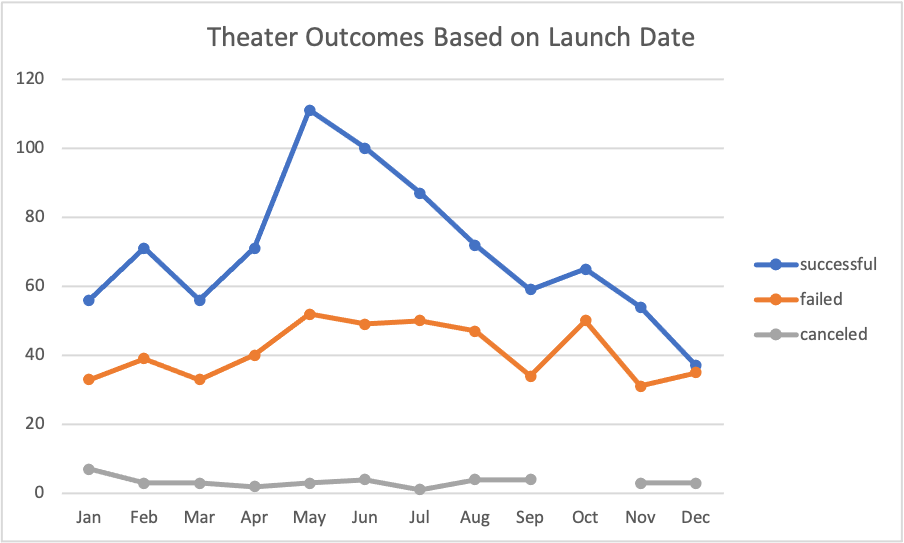 Theater Outcomes Based on Launch Date
120
100
80
60
40
20
0
Jan Feb Mar Apr May Jun Jul Aug Sep Oct Nov Dec
successful
failed
canceled